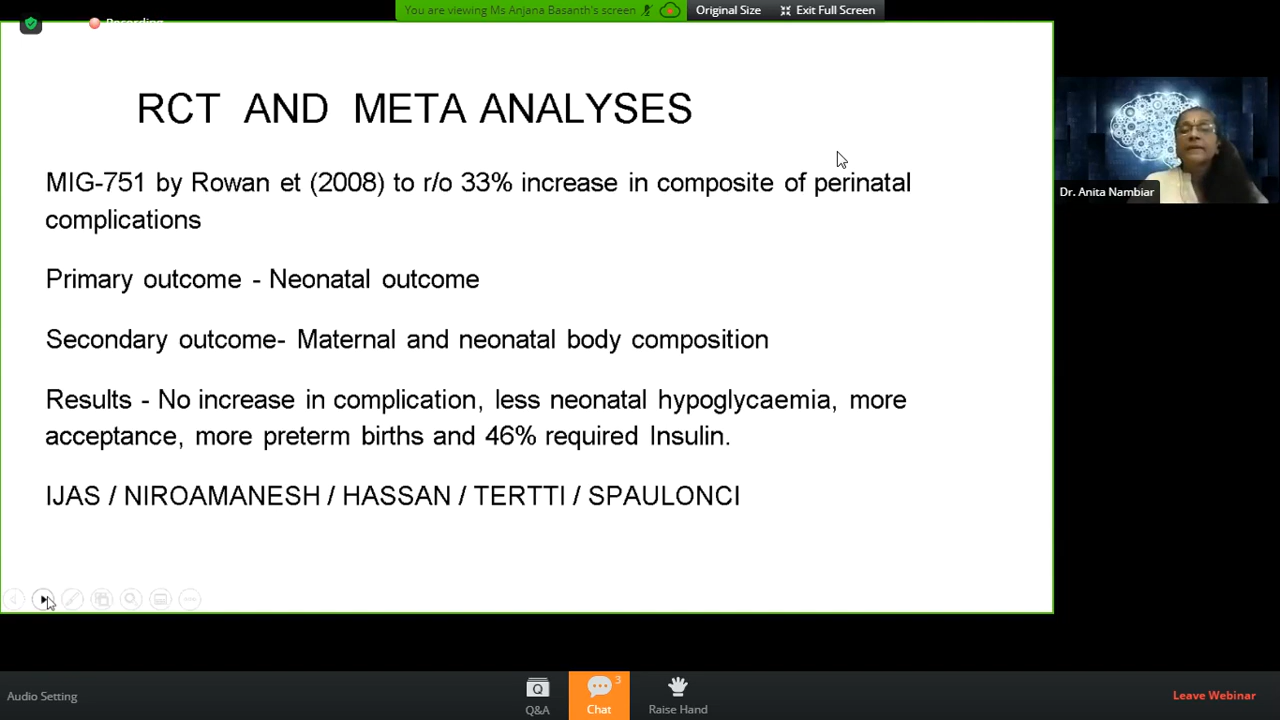 You are viewing Ms Anjana Basanth's screen
Original Size
Exit Full Screen
Recording
RCT AND META ANALYSES
MIG-751 by Rowan et (2008) to r/o 33% increase in composite of perinatal
complications
Primary outcome - Neonatal outcome
Secondary outcome- Maternal and neonatal body composition
Results - No increase in complication, less neonatal hypoglycaemia, more
acceptance, more preterm births and 46% required Insulin.
IJAS / NIROAMANESH / HASSAN / TERTTI / SPAULONCI
Dr. Anita Nambiar
Audio Setting
Q
Q&A
3
Chat
Raise Hand
Leave Webinar